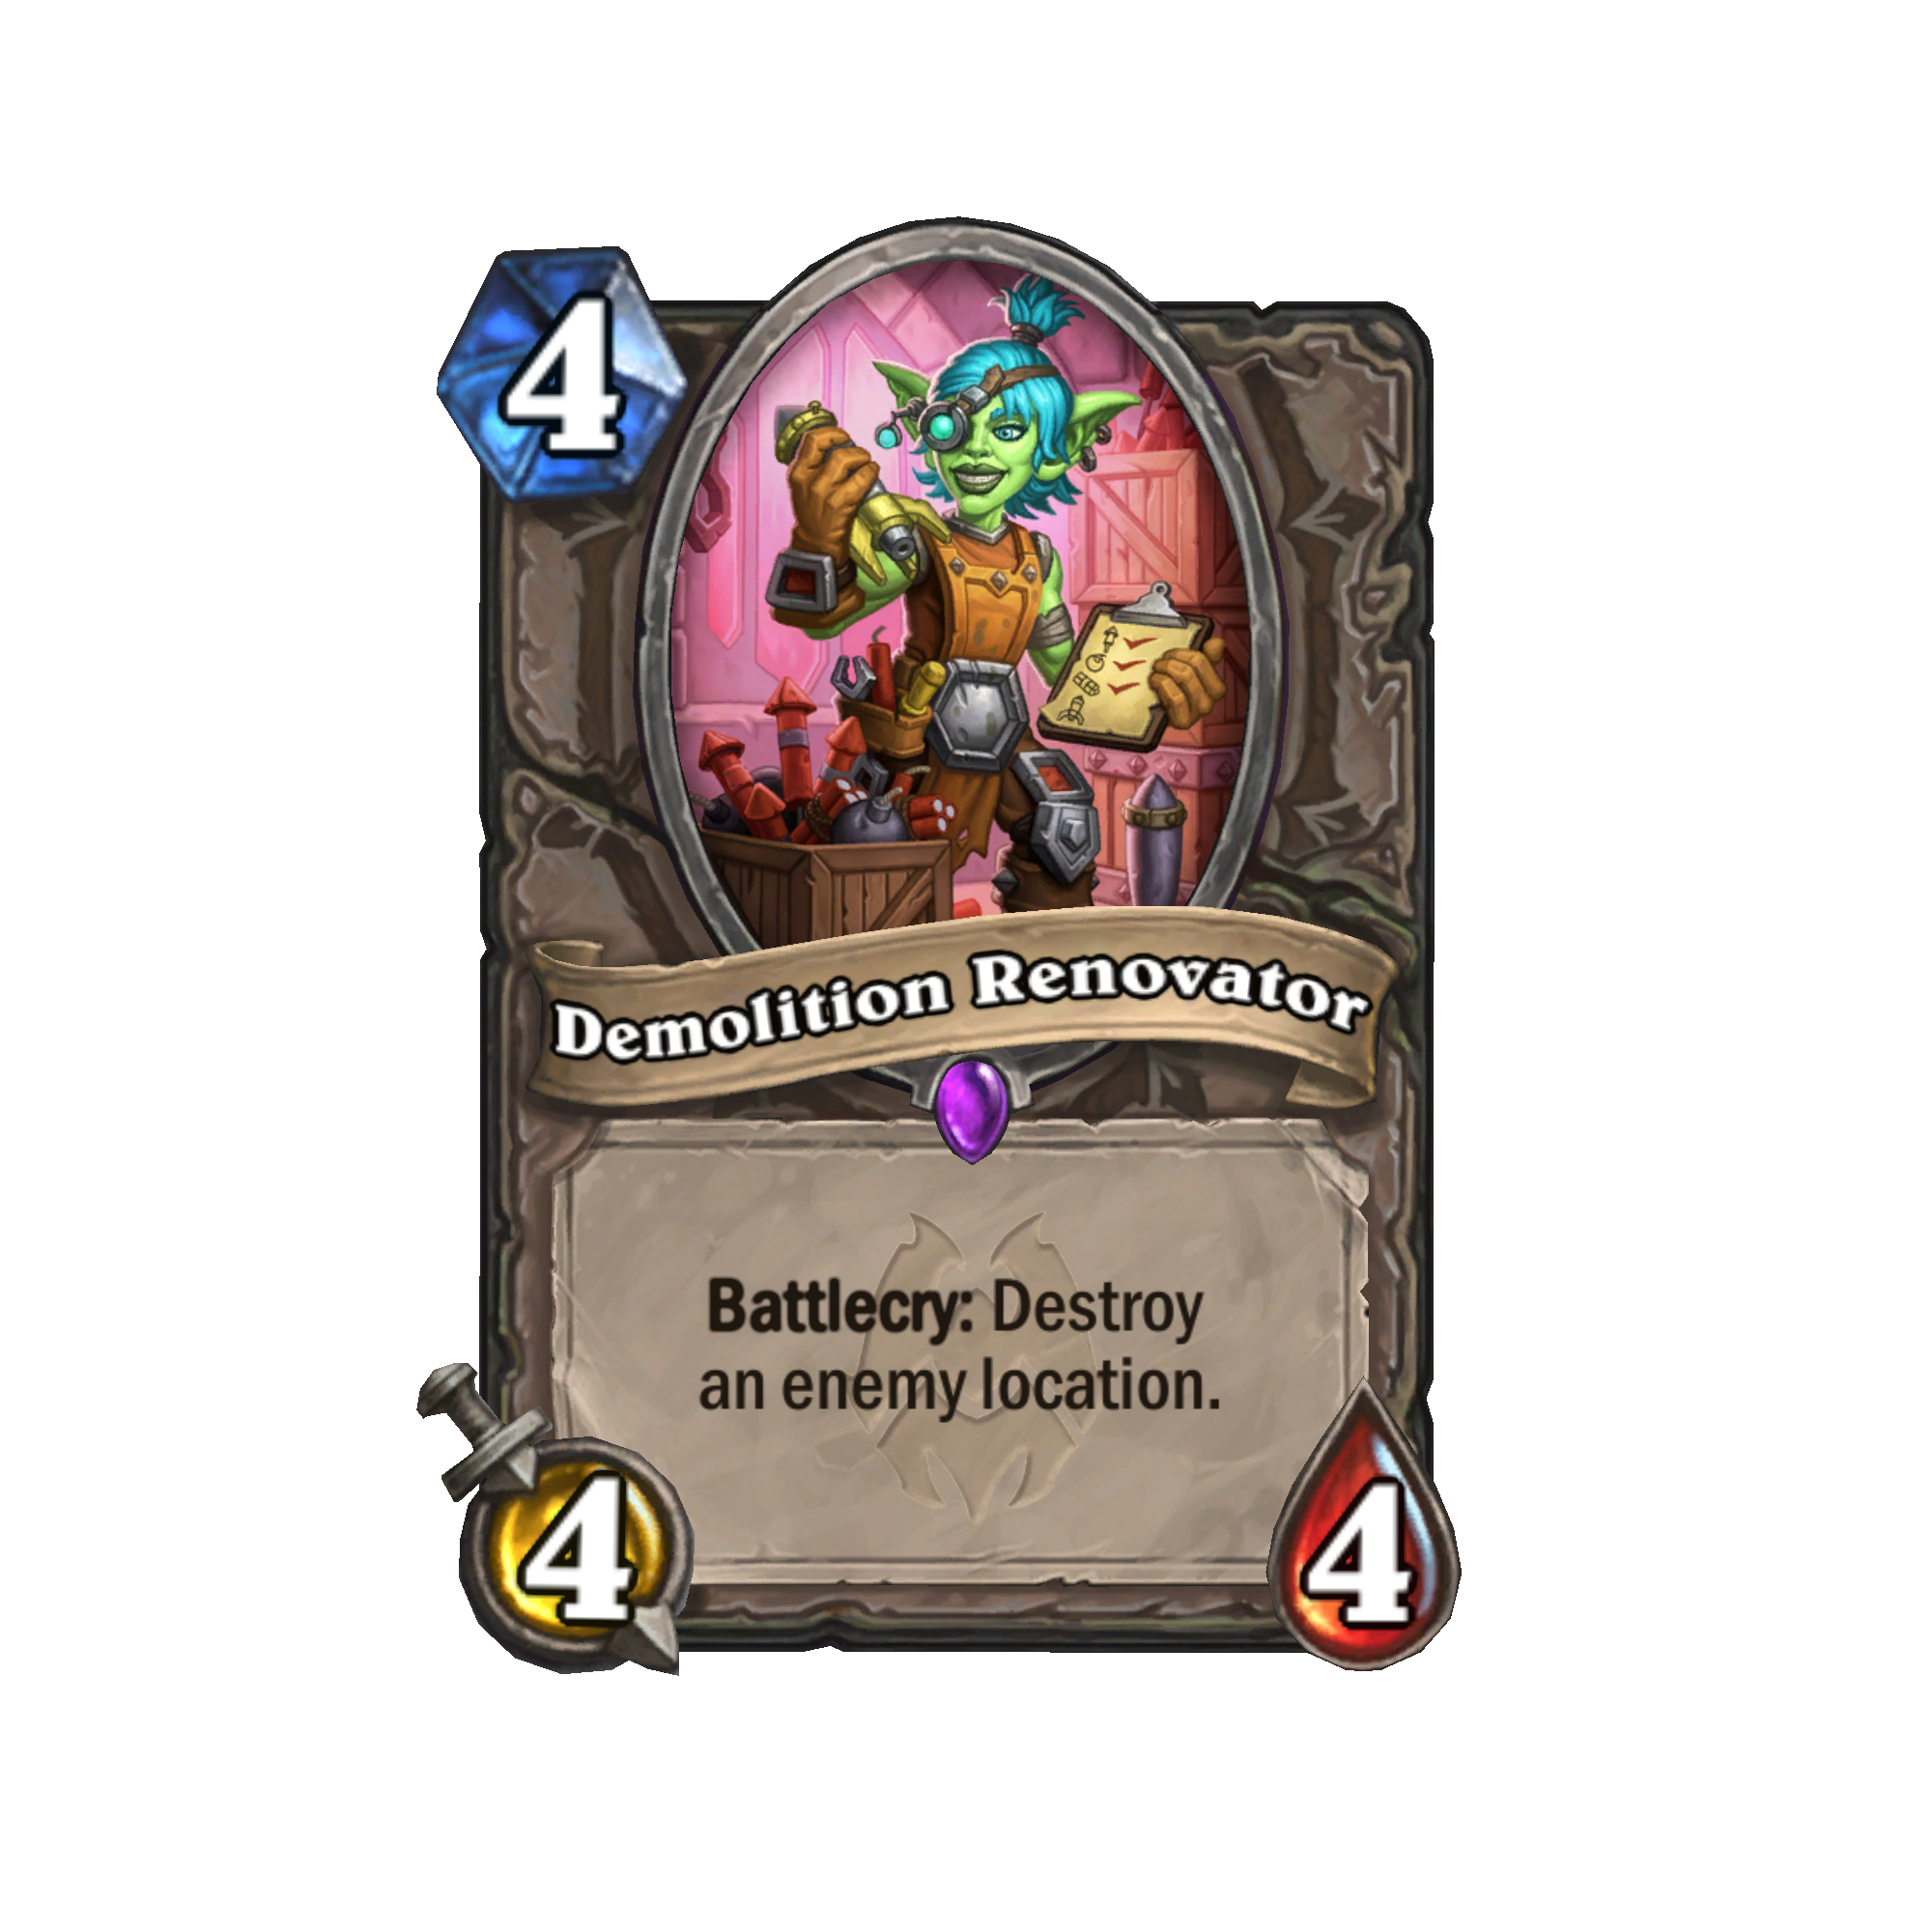 4
Demolition Renovator
Battlecry: Destroy
an enemy location.
4
4